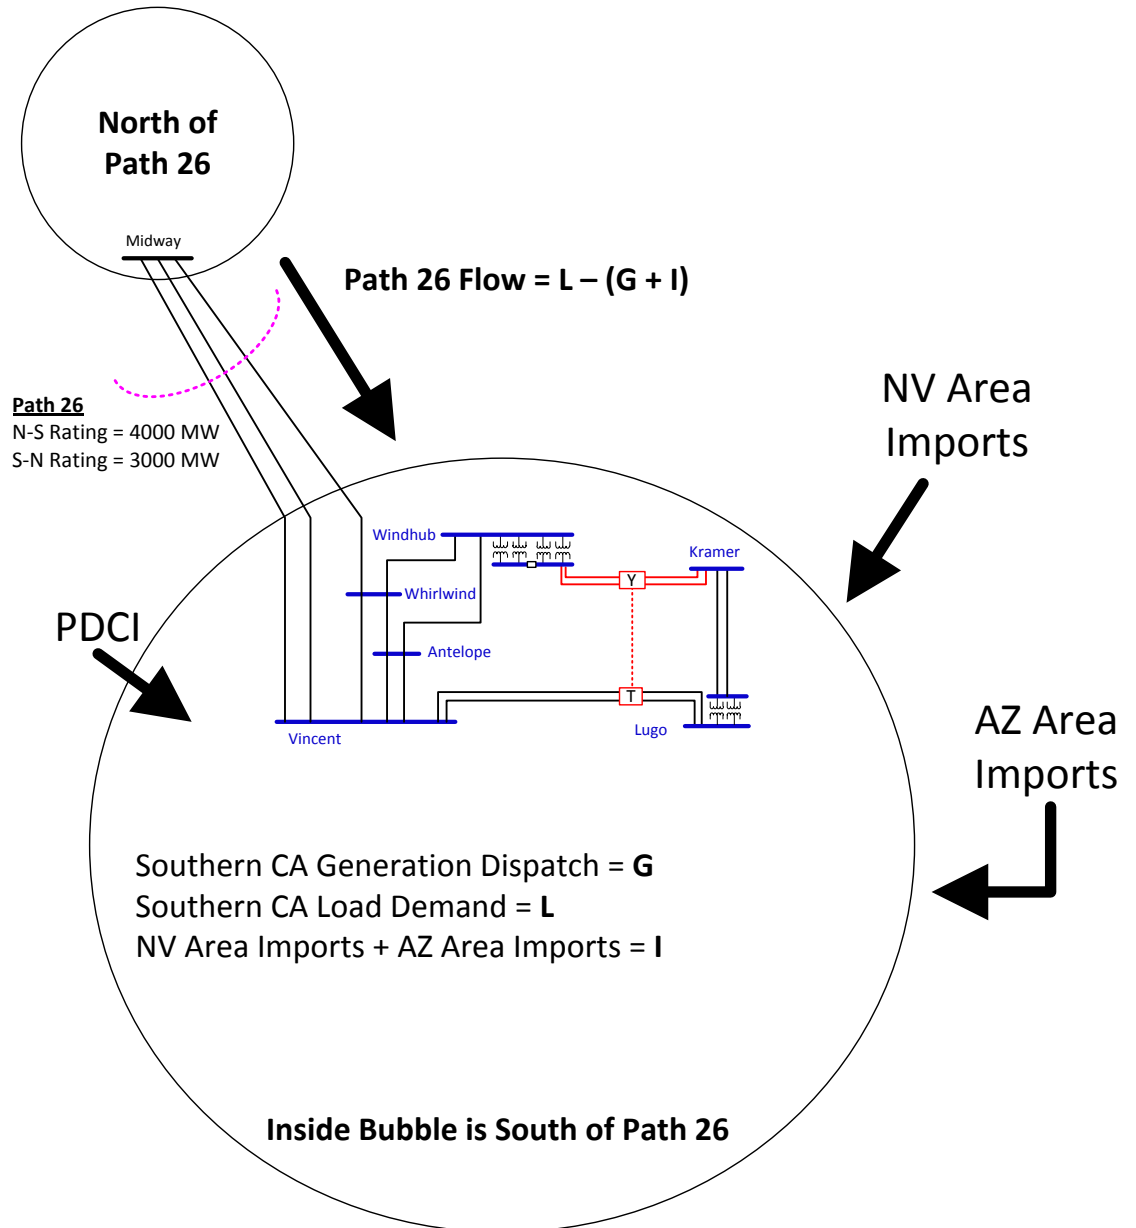 North of
Path 26
Midway
Path 26 Flow = L – (G + I)
Path 26
N-S Rating = 4000 MW
S-N Rating = 3000 MW
NV Area
Imports
Windhub
Kramer
Y
Whirlwind
PDCI
Antelope
T
Vincent
Lugo
AZ Area
Imports
Southern CA Generation Dispatch = G
Southern CA Load Demand = L
NV Area Imports + AZ Area Imports = I
Inside Bubble is South of Path 26